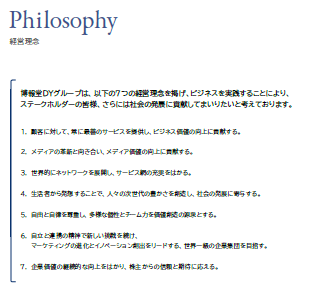 Philosophy
経営理念
博報堂DYグループは、以下の7つの経営理念を掲げ、ビジネスを実践することにより、
ステークホルダーの皆様、さらには社会の発展に貢献してまいりたいと考えております。
1. 顧客に対して、常に最善のサービスを提供し、ビジネス価値の向上に貢献する。
2. メディアの革新と向き合い、メディア価値の向上に貢献する。
3. 世界的にネットワークを展開し、サービス網の充実をはかる。
4. 生活者から発想することで、人々の次世代の豊かさを創造し、社会の発展に寄与する。
5. 自由と自律を尊重し、多様な個性とチーム力を価値創造の源泉とする。
6. 自立と連携の精神で新しい挑戦を続け、
マーケティングの進化とイノベーション創出をリードする、世界一級の企業集団を目指す。
7. 企業価値の継続的な向上をはかり、株主からの信頼と期待に応える。